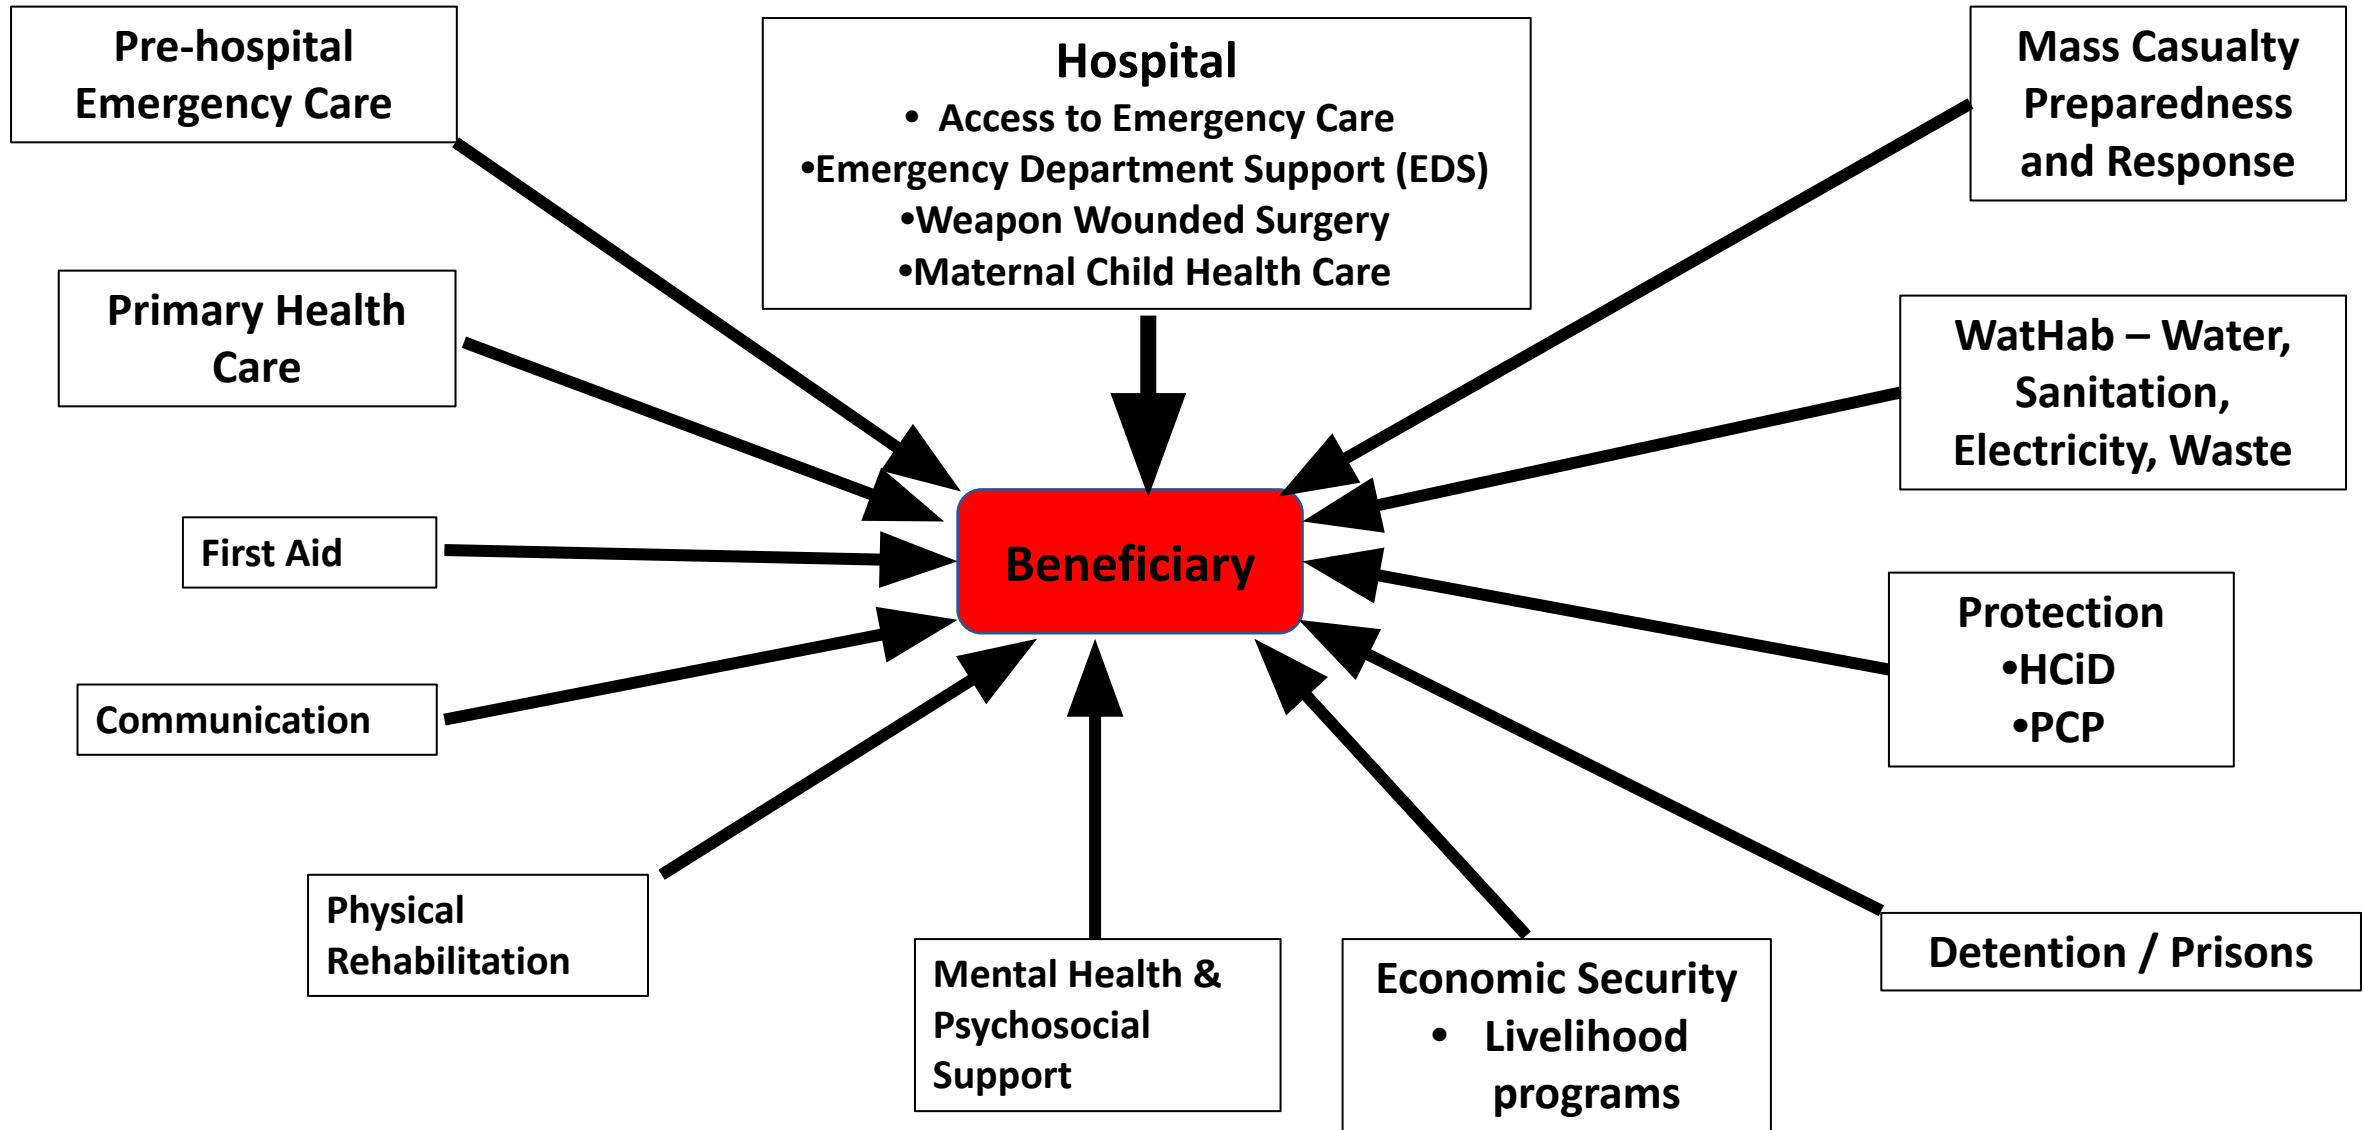 Pre-hospital
Emergency Care
Hospital
• Access to Emergency Care
•Emergency Department Support (EDS)
•Weapon Wounded Surgery
•Maternal Child Health Care
Mass Casualty
Preparedness
and Response
Primary Health
Care
WatHab – Water,
Sanitation,
Electricity, Waste
First Aid
Beneficiary
Protection
•HCiD
•PCP
Communication
Physical
Rehabilitation
Mental Health &
Psychosocial
Support
Economic Security
• Livelihood
programs
Detention / Prisons